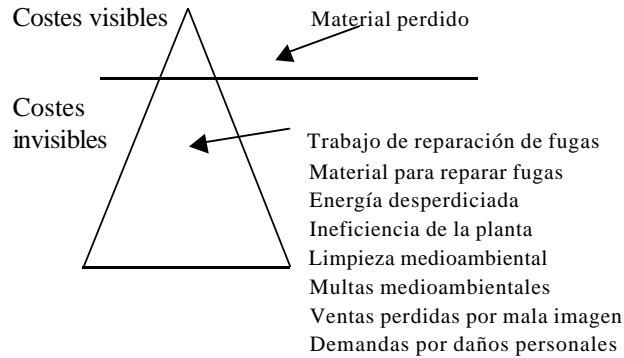 Costes visibles
Material perdido
Costes
invisibles
Trabajo de reparación de fugas
Material para reparar fugas
Energía desperdiciada
Ineficiencia de la planta
Limpieza medioambiental
Multas medioambientales
Ventas perdidas por mala imagen
Demandas por daños personales